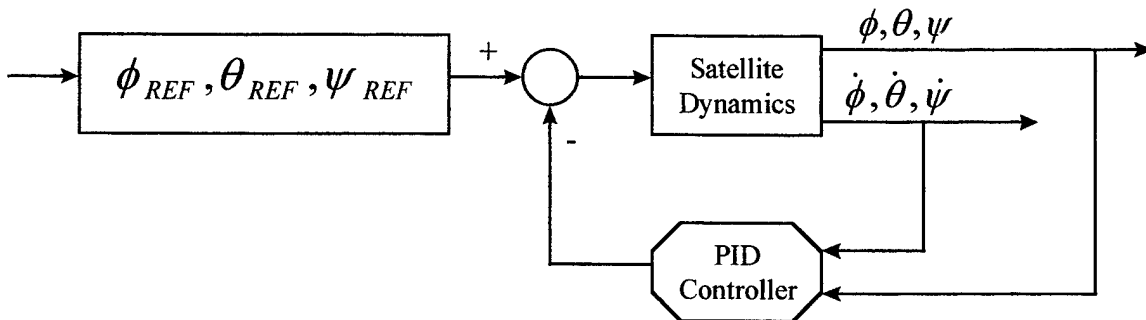 ϕ_REF, θ_REF, ψ_REF
+
-
Satellite
Dynamics
ϕ, θ, ψ
ϕ̇, θ̇, ψ̇
PID
Controller